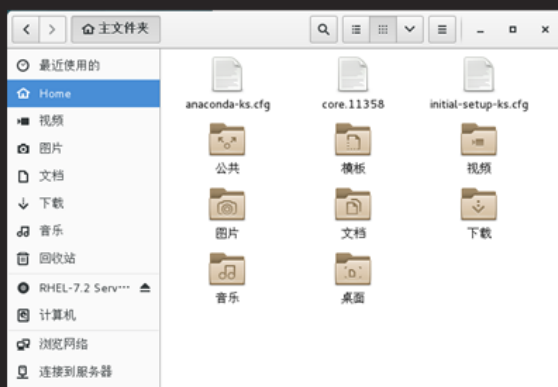 主文件夹
最近使用的
Home
视频
图片
文档
下载
音乐
回收站
RHEL-7.2 Serv···
计算机
浏览网络
连接到服务器
anaconda-ks.cfg
core.11358
initial-setup-ks.cfg
公共
模板
视频
图片
文档
下载
音乐
桌面